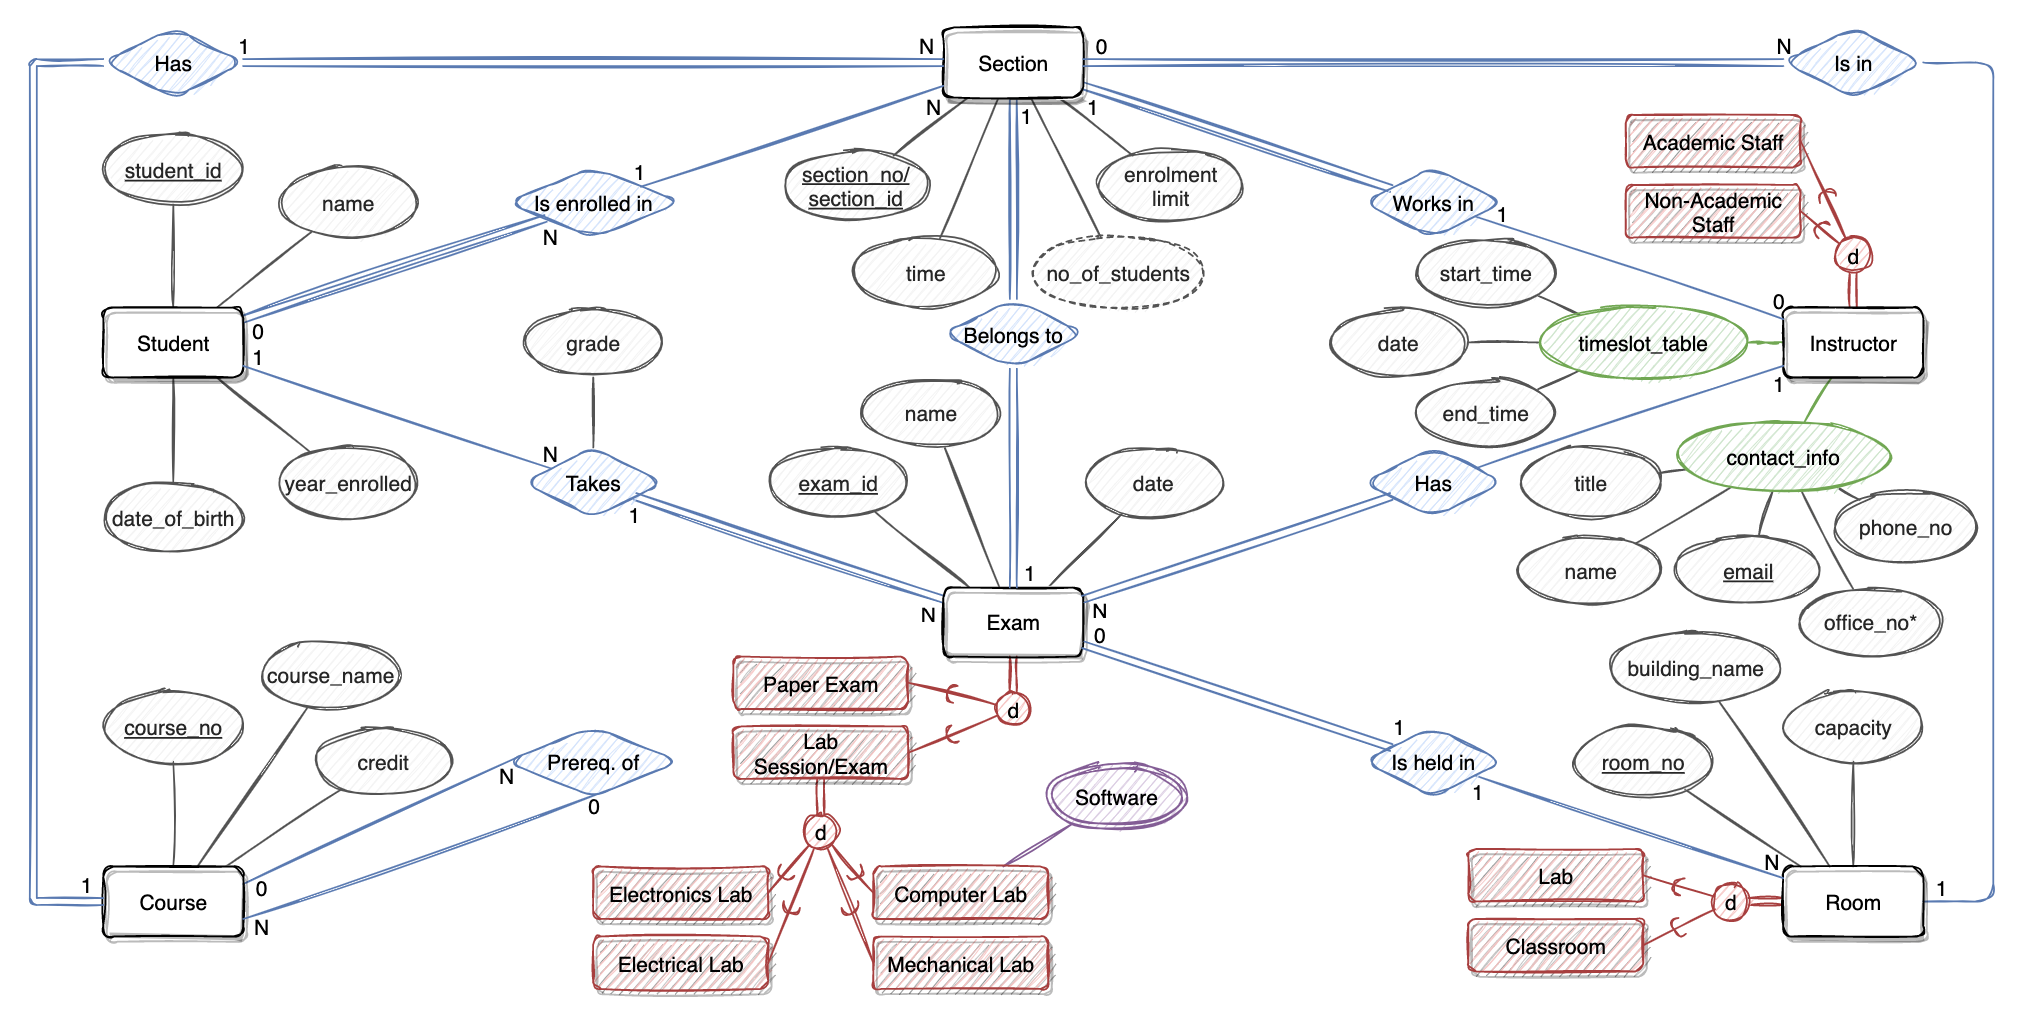 Has
1
N
Section
0
N
Is in
student_id
name
Is enrolled in
1
N
N
section_no/
section_id
time
1
no_of_students
1
enrolment
limit
Works in
1
Academic Staff
Non-Academic
Staff
d
start_time
date
end_time
timeslot_table
0
Instructor
1
Student
0
1
grade
Belongs to
name
exam_id
date
N
Takes
1
date_of_birth
year_enrolled
Has
contact_info
title
name
email
office_no*
phone_no
1
N
Exam
N
0
Paper Exam
d
Lab
Session/Exam
d
Software
Electronics Lab
Computer Lab
Electrical Lab
Mechanical Lab
course_name
course_no
credit
Prereq. of
N
0
1
Course
0
N
1
Is held in
1
building_name
capacity
room_no
N
Room
1
Lab
d
Classroom